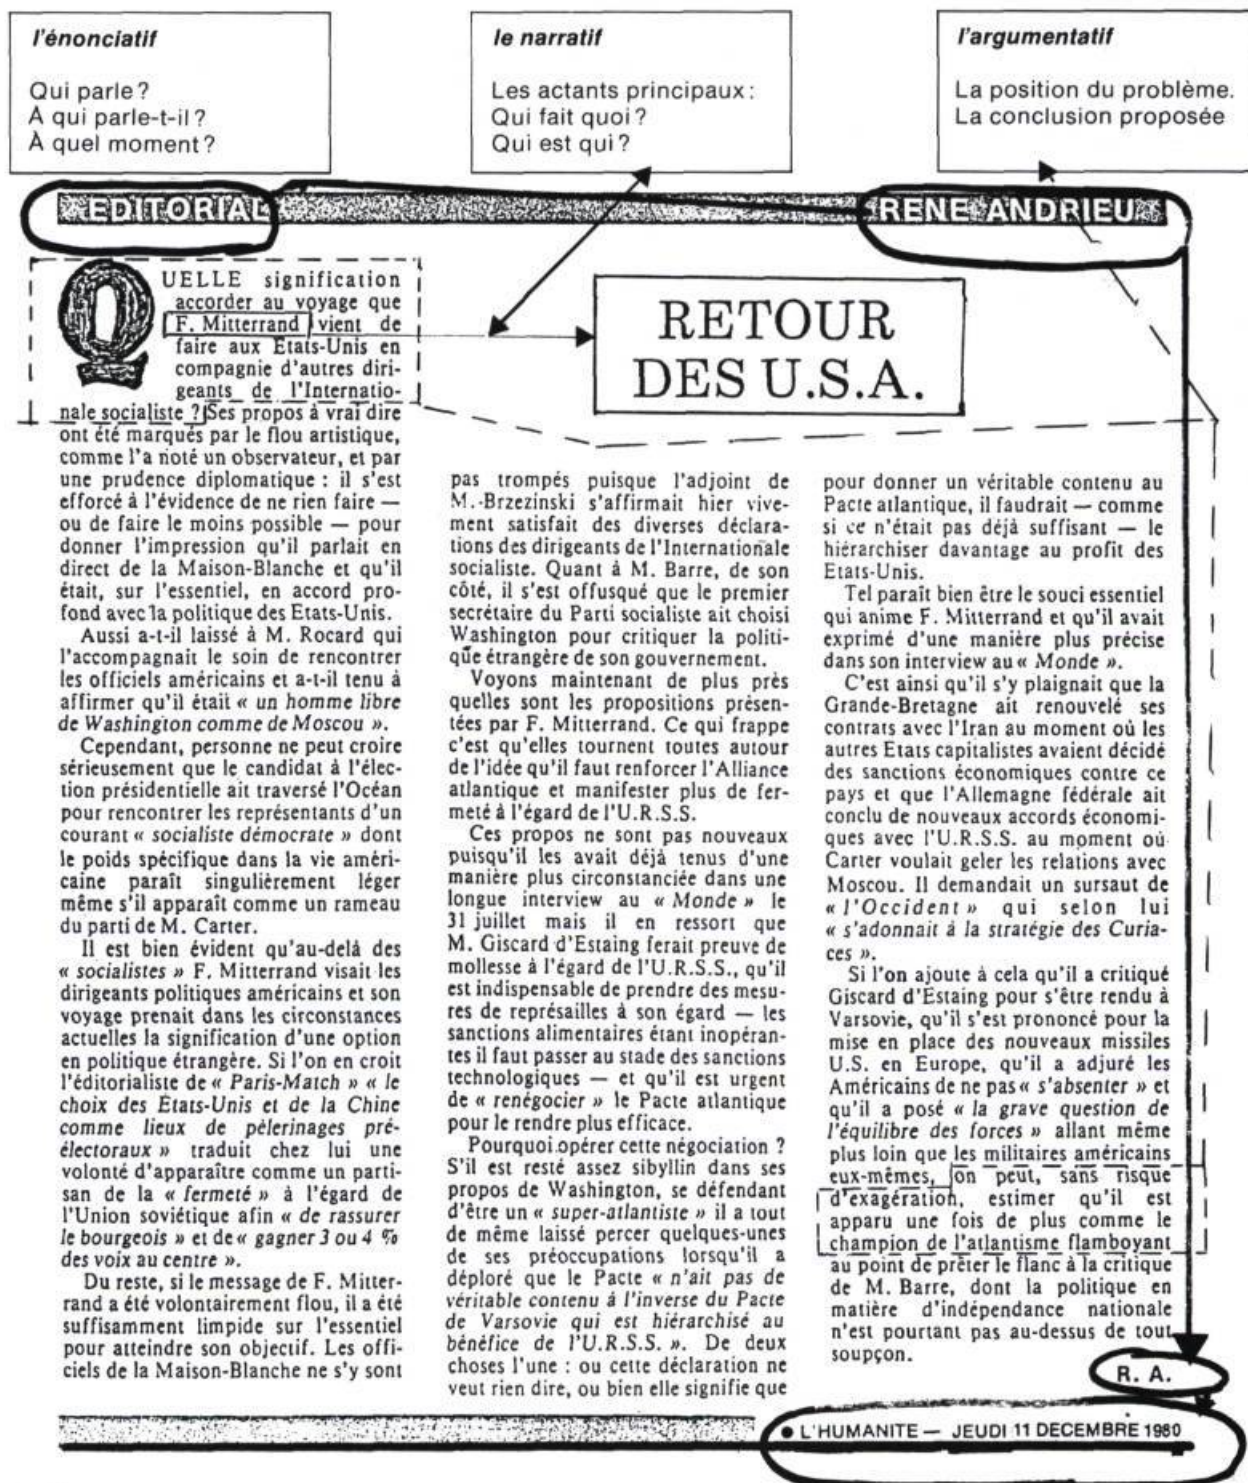 l'énonciatif
Qui parle?
À qui parle-t-il?
À quel moment?
le narratif
Les actants principaux:
Qui fait quoi?
Qui est qui?
l'argumentatif
La position du problème.
La conclusion proposée
EDITORIAL
RENE ANDRIEU
RETOUR
DES U.S.A.
QUELLE signification
accorder au voyage que
F. Mitterrand vient de
faire aux Etats-Unis en
compagnie d'autres diri-
geants de l'Internatio-
nale socialiste ? Ses propos à vrai dire
ont été marqués par le flou artistique,
comme l'a noté un observateur, et par
une prudence diplomatique : il s'est
efforcé à l'évidence de ne rien faire —
ou de faire le moins possible — pour
donner l'impression qu'il parlait en
direct de la Maison-Blanche et qu'il
était, sur l'essentiel, en accord pro-
fond avec la politique des Etats-Unis.
Aussi a-t-il laissé à M. Rocard qui
l'accompagnait le soin de rencontrer
les officiels américains et a-t-il tenu à
affirmer qu'il était « un homme libre
de Washington comme de Moscou ».
Cependant, personne ne peut croire
sérieusement que le candidat à l'élec-
tion présidentielle ait traversé l'Océan
pour rencontrer les représentants d'un
courant « socialiste démocrate » dont
le poids spécifique dans la vie améri-
caine paraît singulièrement léger
même s'il apparaît comme un rameau
du parti de M. Carter.
Il est bien évident qu'au-delà des
« socialistes » F. Mitterrand visait les
dirigeants politiques américains et son
voyage prenait dans les circonstances
actuelles la signification d'une option
en politique étrangère. Si l'on en croit
l'éditorialiste de « Paris-Match » « le
choix des Etats-Unis et de la Chine
comme lieux de pèlerinages pré-
électoraux » traduit chez lui une
volonté d'apparaître comme un parti-
san de la « fermeté » à l'égard de
l'Union soviétique afin « de rassurer
le bourgeois » et de « gagner 3 ou 4 %
des voix au centre ».
Du reste, si le message de F. Mitter-
rand a été volontairement flou, il a été
suffisamment limpide sur l'essentiel
pour atteindre son objectif. Les offi-
ciels de la Maison-Blanche ne s'y sont
pas trompés puisque l'adjoint de
M. Brzezinski s'affirmait hier vive-
ment satisfait des diverses déclara-
tions des dirigeants de l'Internationale
socialiste. Quant à M. Barre, de son
côté, il s'est offusqué que le premier
secrétaire du Parti socialiste ait choisi
Washington pour critiquer la politi-
que étrangère de son gouvernement.
Voyons maintenant de plus près
quelles sont les propositions présen-
tées par F. Mitterrand. Ce qui frappe
c'est qu'elles tournent toutes autour
de l'idée qu'il faut renforcer l'Alliance
atlantique et manifester plus de fer-
meté à l'égard de l'U.R.S.S.
Ces propos ne sont pas nouveaux
puisqu'il les avait déjà tenus d'une
manière plus circonstanciée dans une
longue interview au « Monde » le
31 juillet mais il en ressort que
M. Giscard d'Estaing ferait preuve de
mollesse à l'égard de l'U.R.S.S., qu'il
est indispensable de prendre des mesu-
res de représailles à son égard — les
sanctions alimentaires étant inopéran-
tes il faut passer au stade des sanctions
technologiques — et qu'il est urgent
de « renégocier » le Pacte atlantique
pour le rendre plus efficace.
Pourquoi opérer cette négociation ?
S'il est resté assez sibyllin dans ses
propos de Washington, se défendant
d'être un « super-atlantiste » il a tout
de même laissé percer quelques-unes
de ses préoccupations lorsqu'il a
déploré que le Pacte « n'ait pas de
véritable contenu à l'inverse du Pacte
de Varsovie qui est hiérarchisé au
bénéfice de l'U.R.S.S. ». De deux
choses l'une : ou cette déclaration ne
veut rien dire, ou bien elle signifie que
pour donner un véritable contenu au
Pacte atlantique, il faudrait — comme
si ce n'était pas déjà suffisant — le
hiérarchiser davantage au profit des
Etats-Unis.
Tel paraît bien être le souci essentiel
qui anime F. Mitterrand et qu'il avait
exprimé d'une manière plus précise
dans son interview au « Monde ».
C'est ainsi qu'il s'y plaignait que la
Grande-Bretagne ait renouvelé ses
contrats avec l'Iran au moment où les
autres Etats capitalistes avaient décidé
des sanctions économiques contre ce
pays et que l'Allemagne fédérale ait
conclu de nouveaux accords économi-
ques avec l'U.R.S.S. au moment où
Carter voulait geler les relations avec
Moscou. Il demandait un sursaut de
« l'Occident » qui selon lui
« s'adonnait à la stratégie des Curia-
ces ».
Si l'on ajoute à cela qu'il a critiqué
Giscard d'Estaing pour s'être rendu à
Varsovie, qu'il s'est prononcé pour la
mise en place des nouveaux missiles
U.S. en Europe, qu'il a adjuré les
Américains de ne pas « s'absenter » et
qu'il a posé « la grave question de
l'équilibre des forces » allant même
plus loin que les militaires américains
eux-mêmes, on peut, sans risque
d'exagération, estimer qu'il est
apparu une fois de plus comme le
champion de l'atlantisme flamboyant
au point de prêter le flanc à la critique
de M. Barre, dont la politique en
matière d'indépendance nationale
n'est pourtant pas au-dessus de tout
soupçon.
R. A.
● L'HUMANITE — JEUDI 11 DECEMBRE 1980